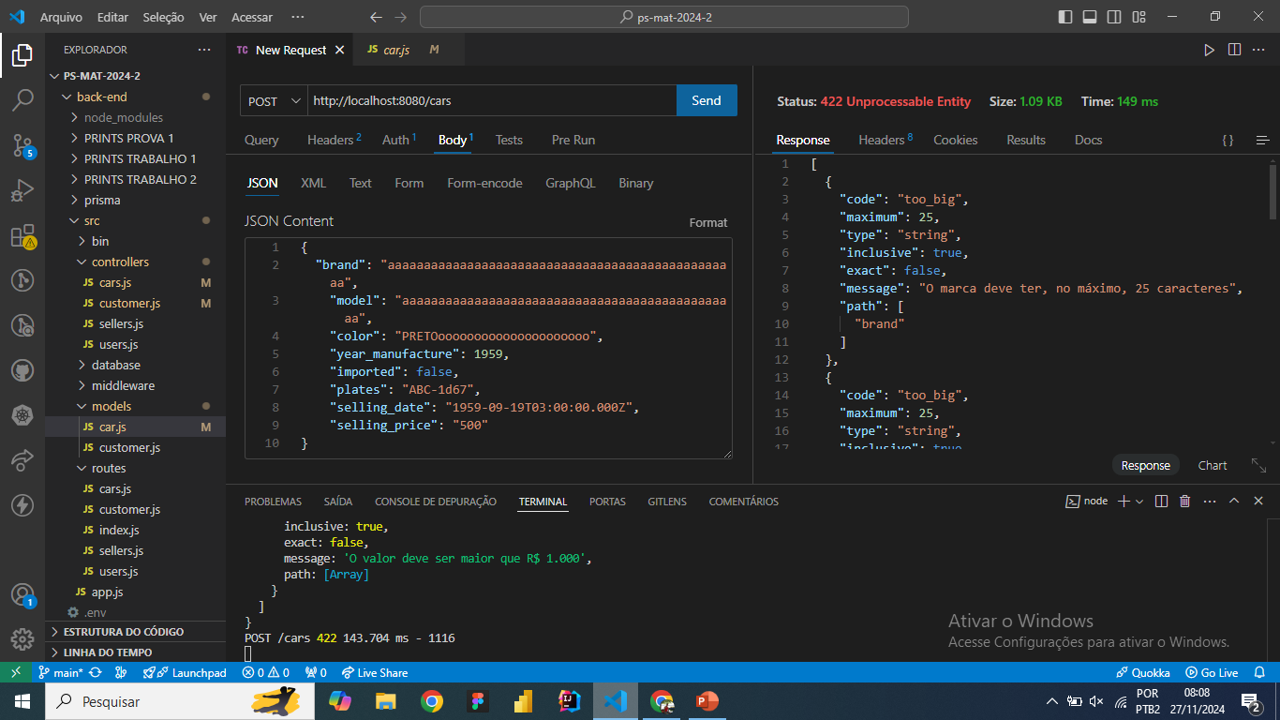 Arquivo Editar Seleção Ver Acessar ··· ps-mat-2024-2
EXPLORADOR ···
PS-MAT-2024-2
back-end
node_modules
PRINTS PROVA 1
PRINTS TRABALHO 1
PRINTS TRABALHO 2
prisma
src
bin
controllers
JS cars.js M
JS customer.js M
JS sellers.js
JS users.js
database
middleware
models
JS car.js M
JS customer.js
routes
JS cars.js
JS customer.js
JS index.js
JS sellers.js
JS users.js
JS app.js
.env
ESTRUTURA DO CÓDIGO
LINHA DO TEMPO
5
1
TC New Request JS car.js M
POST http://localhost:8080/cars Send
Query Headers 2 Auth 1 Body 1 Tests Pre Run
JSON XML Text Form Form-encode GraphQL Binary
JSON Content Format
1 {
2 "brand": "aaaaaaaaaaaaaaaaaaaaaaaaaaaaaaaaaaaaaaaaaaaaaaa
aa",
3 "model": "aaaaaaaaaaaaaaaaaaaaaaaaaaaaaaaaaaaaaaaaaaaaa
aa",
4 "color": "PRETOooooooooooooooooooooo",
5 "year_manufacture": 1959,
6 "imported": false,
7 "plates": "ABC-1d67",
8 "selling_date": "1959-09-19T03:00:00.000Z",
9 "selling_price": "500"
10 }
Status: 422 Unprocessable Entity Size: 1.09 KB Time: 149 ms
Response Headers 8 Cookies Results Docs { }
1 [
2 {
3 "code": "too_big",
4 "maximum": 25,
5 "type": "string",
6 "inclusive": true,
7 "exact": false,
8 "message": "O marca deve ter, no máximo, 25 caracteres",
9 "path": [
10 "brand"
11 ]
12 },
13 {
14 "code": "too_big",
15 "maximum": 25,
16 "type": "string",
17 "inclusive": true
Response Chart
PROBLEMAS SAÍDA CONSOLE DE DEPURAÇÃO TERMINAL PORTAS GITLENS COMENTÁRIOS node ···
inclusive: true,
exact: false,
message: 'O valor deve ser maior que R$ 1.000',
path: [Array]
}
]
}
POST /cars 422 143.704 ms - 1116
Ativar o Windows
Acesse Configurações para ativar o Windows.
main* Launchpad 0 0 0 Live Share Quokka Go Live
Pesquisar POR 08:08
PTB2 27/11/2024 2